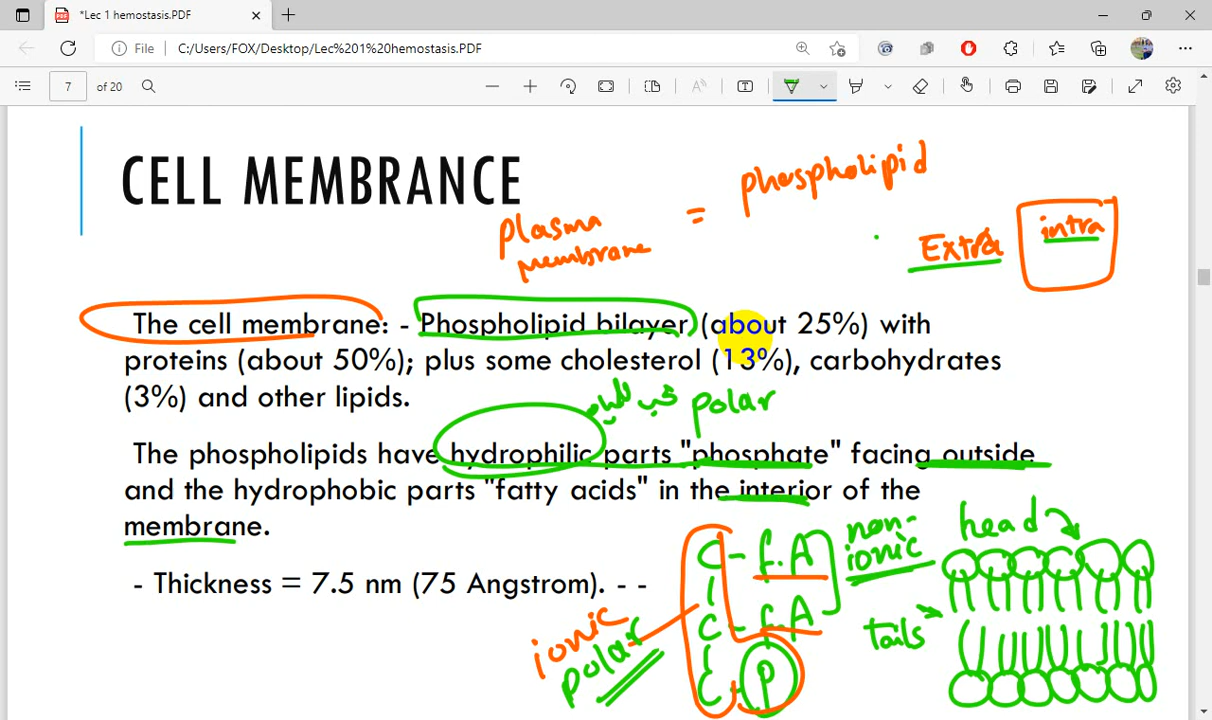 *Lec 1 hemostasis.PDF
File C:/Users/FOX/Desktop/Lec%201%20hemostasis.PDF
7 of 20
CELL MEMBRANCE
plasma membrane = phospholipid
Extra intra
The cell membrane: - Phospholipid bilayer (about 25%) with
proteins (about 50%); plus some cholesterol (13%), carbohydrates
(3%) and other lipids.
polar
The phospholipids have hydrophilic parts "phosphate" facing outside
and the hydrophobic parts "fatty acids" in the interior of the
membrane.
- Thickness = 7.5 nm (75 Angstrom). - -
C - f.A
C - f.A
C - P
non-
ionic
head
tails
ionic
polar